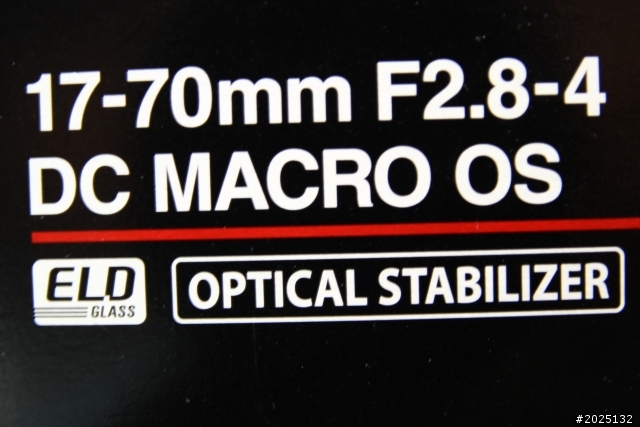 17-70mm F2.8-4
DC MACRO OS
ELD
GLASS
OPTICAL STABILIZER
#2025132